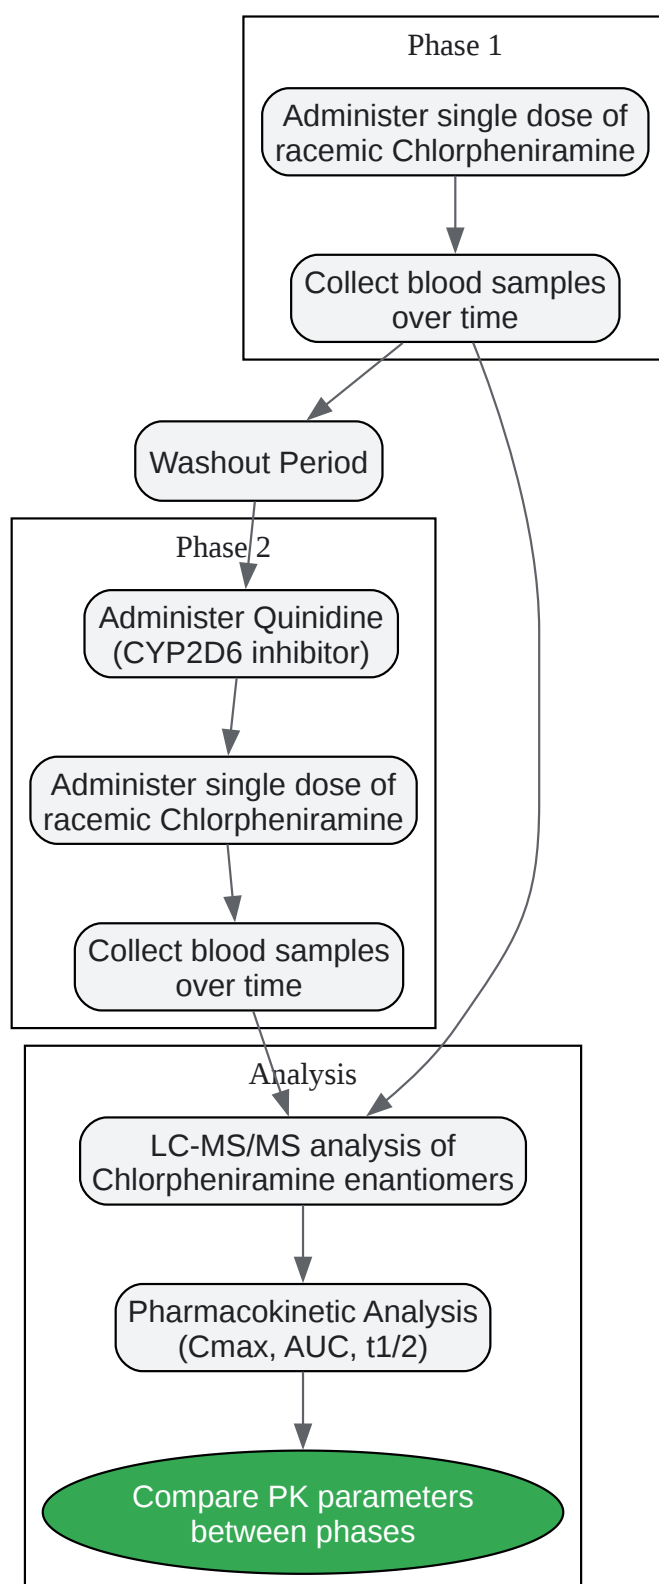 Phase 1
Administer single dose of
racemic Chlorpheniramine
Collect blood samples
over time
Washout Period
Phase 2
Administer Quinidine
(CYP2D6 inhibitor)
Administer single dose of
racemic Chlorpheniramine
Collect blood samples
over time
Analysis
LC-MS/MS analysis of
Chlorpheniramine enantiomers
Pharmacokinetic Analysis
(Cmax, AUC, t1/2)
Compare PK parameters
between phases